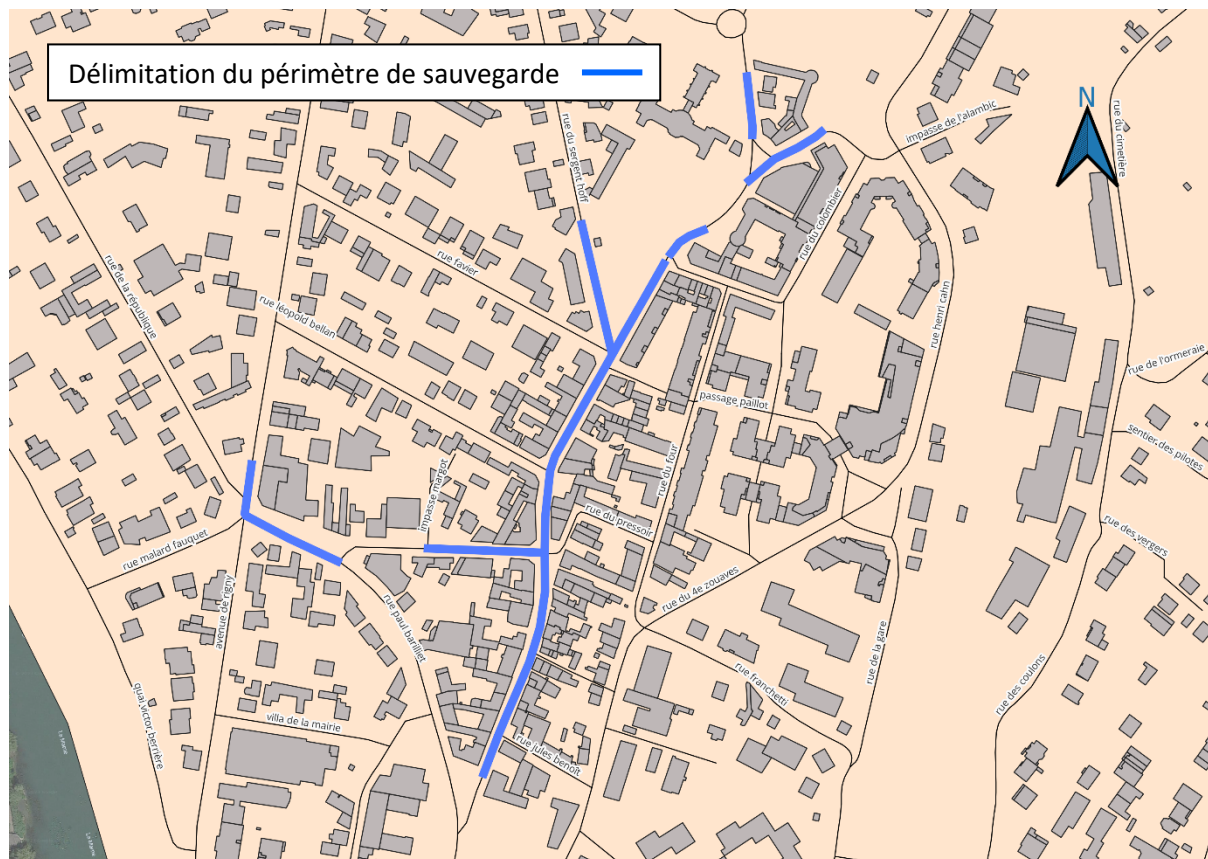 Délimitation du périmètre de sauvegarde
N
rue du cimetière
impasse de l'alambic
rue du sergent hoff
rue du colombier
rue favier
rue de la république
rue henri cahn
rue léopold bellan
rue de l'ormeraie
passage paillot
sentier des pilotes
rue du four
impasse margot
rue du pressoir
rue des vergers
rue malard fauquet
rue du 4e zouaves
avenue de rigny
rue paul barilliet
rue de la gare
rue franchetti
rue des coulons
quai victor berrière
villa de la mairie
rue jules benoît
La Marne
La Marne